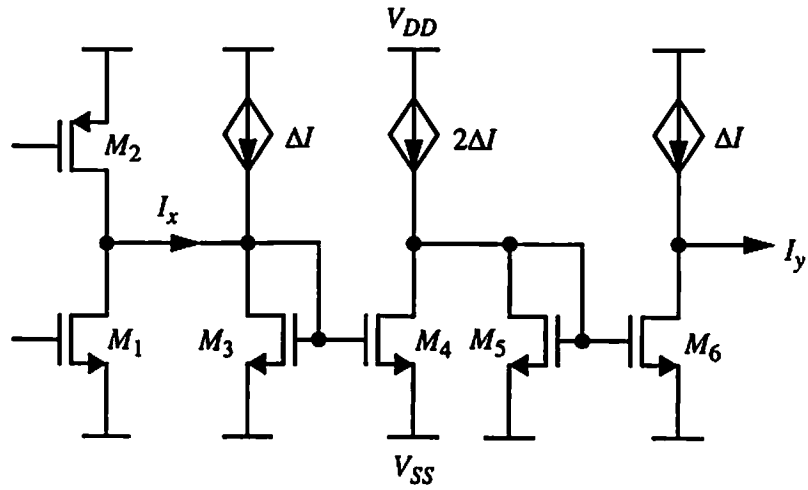 V_DD
M_2
ΔI
2ΔI
ΔI
I_x
I_y
M_1
M_3
M_4
M_5
M_6
V_SS